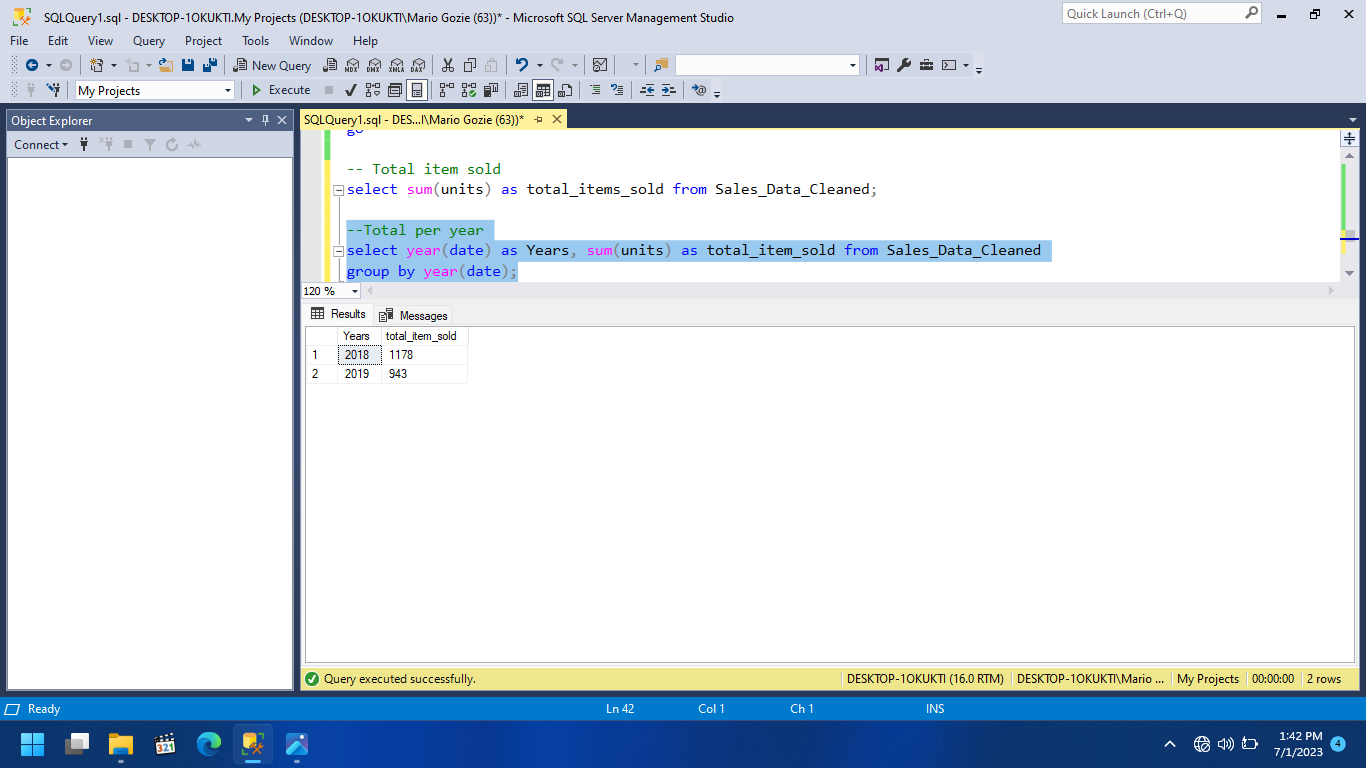 SQLQuery1.sql - DESKTOP-1OKUKTI.My Projects (DESKTOP-1OKUKTI\Mario Gozie (63))* - Microsoft SQL Server Management Studio
Quick Launch (Ctrl+Q)
File Edit View Query Project Tools Window Help
New Query MDX DMX XMLA DAX
My Projects Execute
Object Explorer
SQLQuery1.sql - DES...I\Mario Gozie (63))*
Connect
go
-- Total item sold
select sum(units) as total_items_sold from Sales_Data_Cleaned;
--Total per year
select year(date) as Years, sum(units) as total_item_sold from Sales_Data_Cleaned
group by year(date);
120 %
Results Messages
Years total_item_sold
1 2018 1178
2 2019 943
Query executed successfully.
DESKTOP-1OKUKTI (16.0 RTM) DESKTOP-1OKUKTI\Mario ... My Projects 00:00:00 2 rows
Ready Ln 42 Col 1 Ch 1 INS
321
1:42 PM
7/1/2023
4